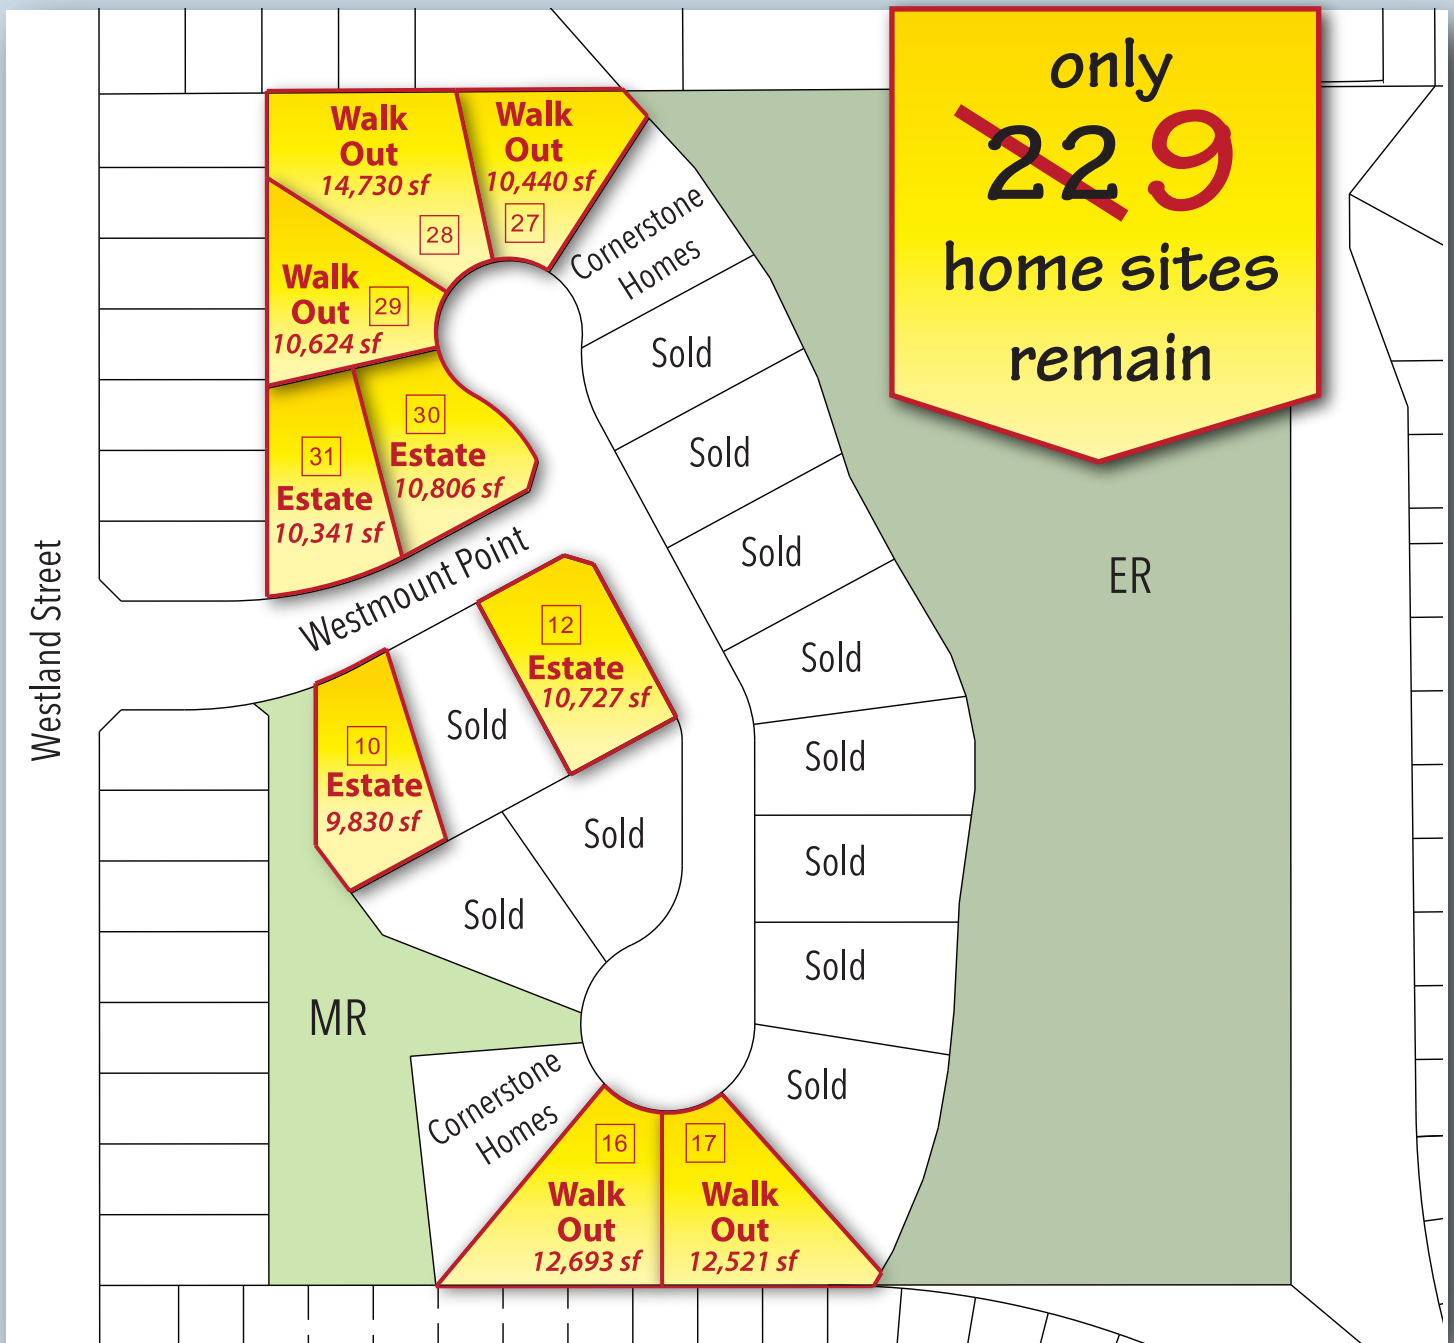 only
22 9
home sites
remain
Walk
Out
14,730 sf
28
Walk
Out
10,440 sf
27
Walk
Out
29
10,624 sf
30
Estate
10,806 sf
31
Estate
10,341 sf
Cornerstone
Homes
Sold
Sold
Sold
Sold
Sold
Sold
Sold
Sold
ER
Westland Street
Westmount Point
12
Estate
10,727 sf
Sold
10
Estate
9,830 sf
Sold
Sold
MR
Cornerstone
Homes
16
Walk
Out
12,693 sf
17
Walk
Out
12,521 sf